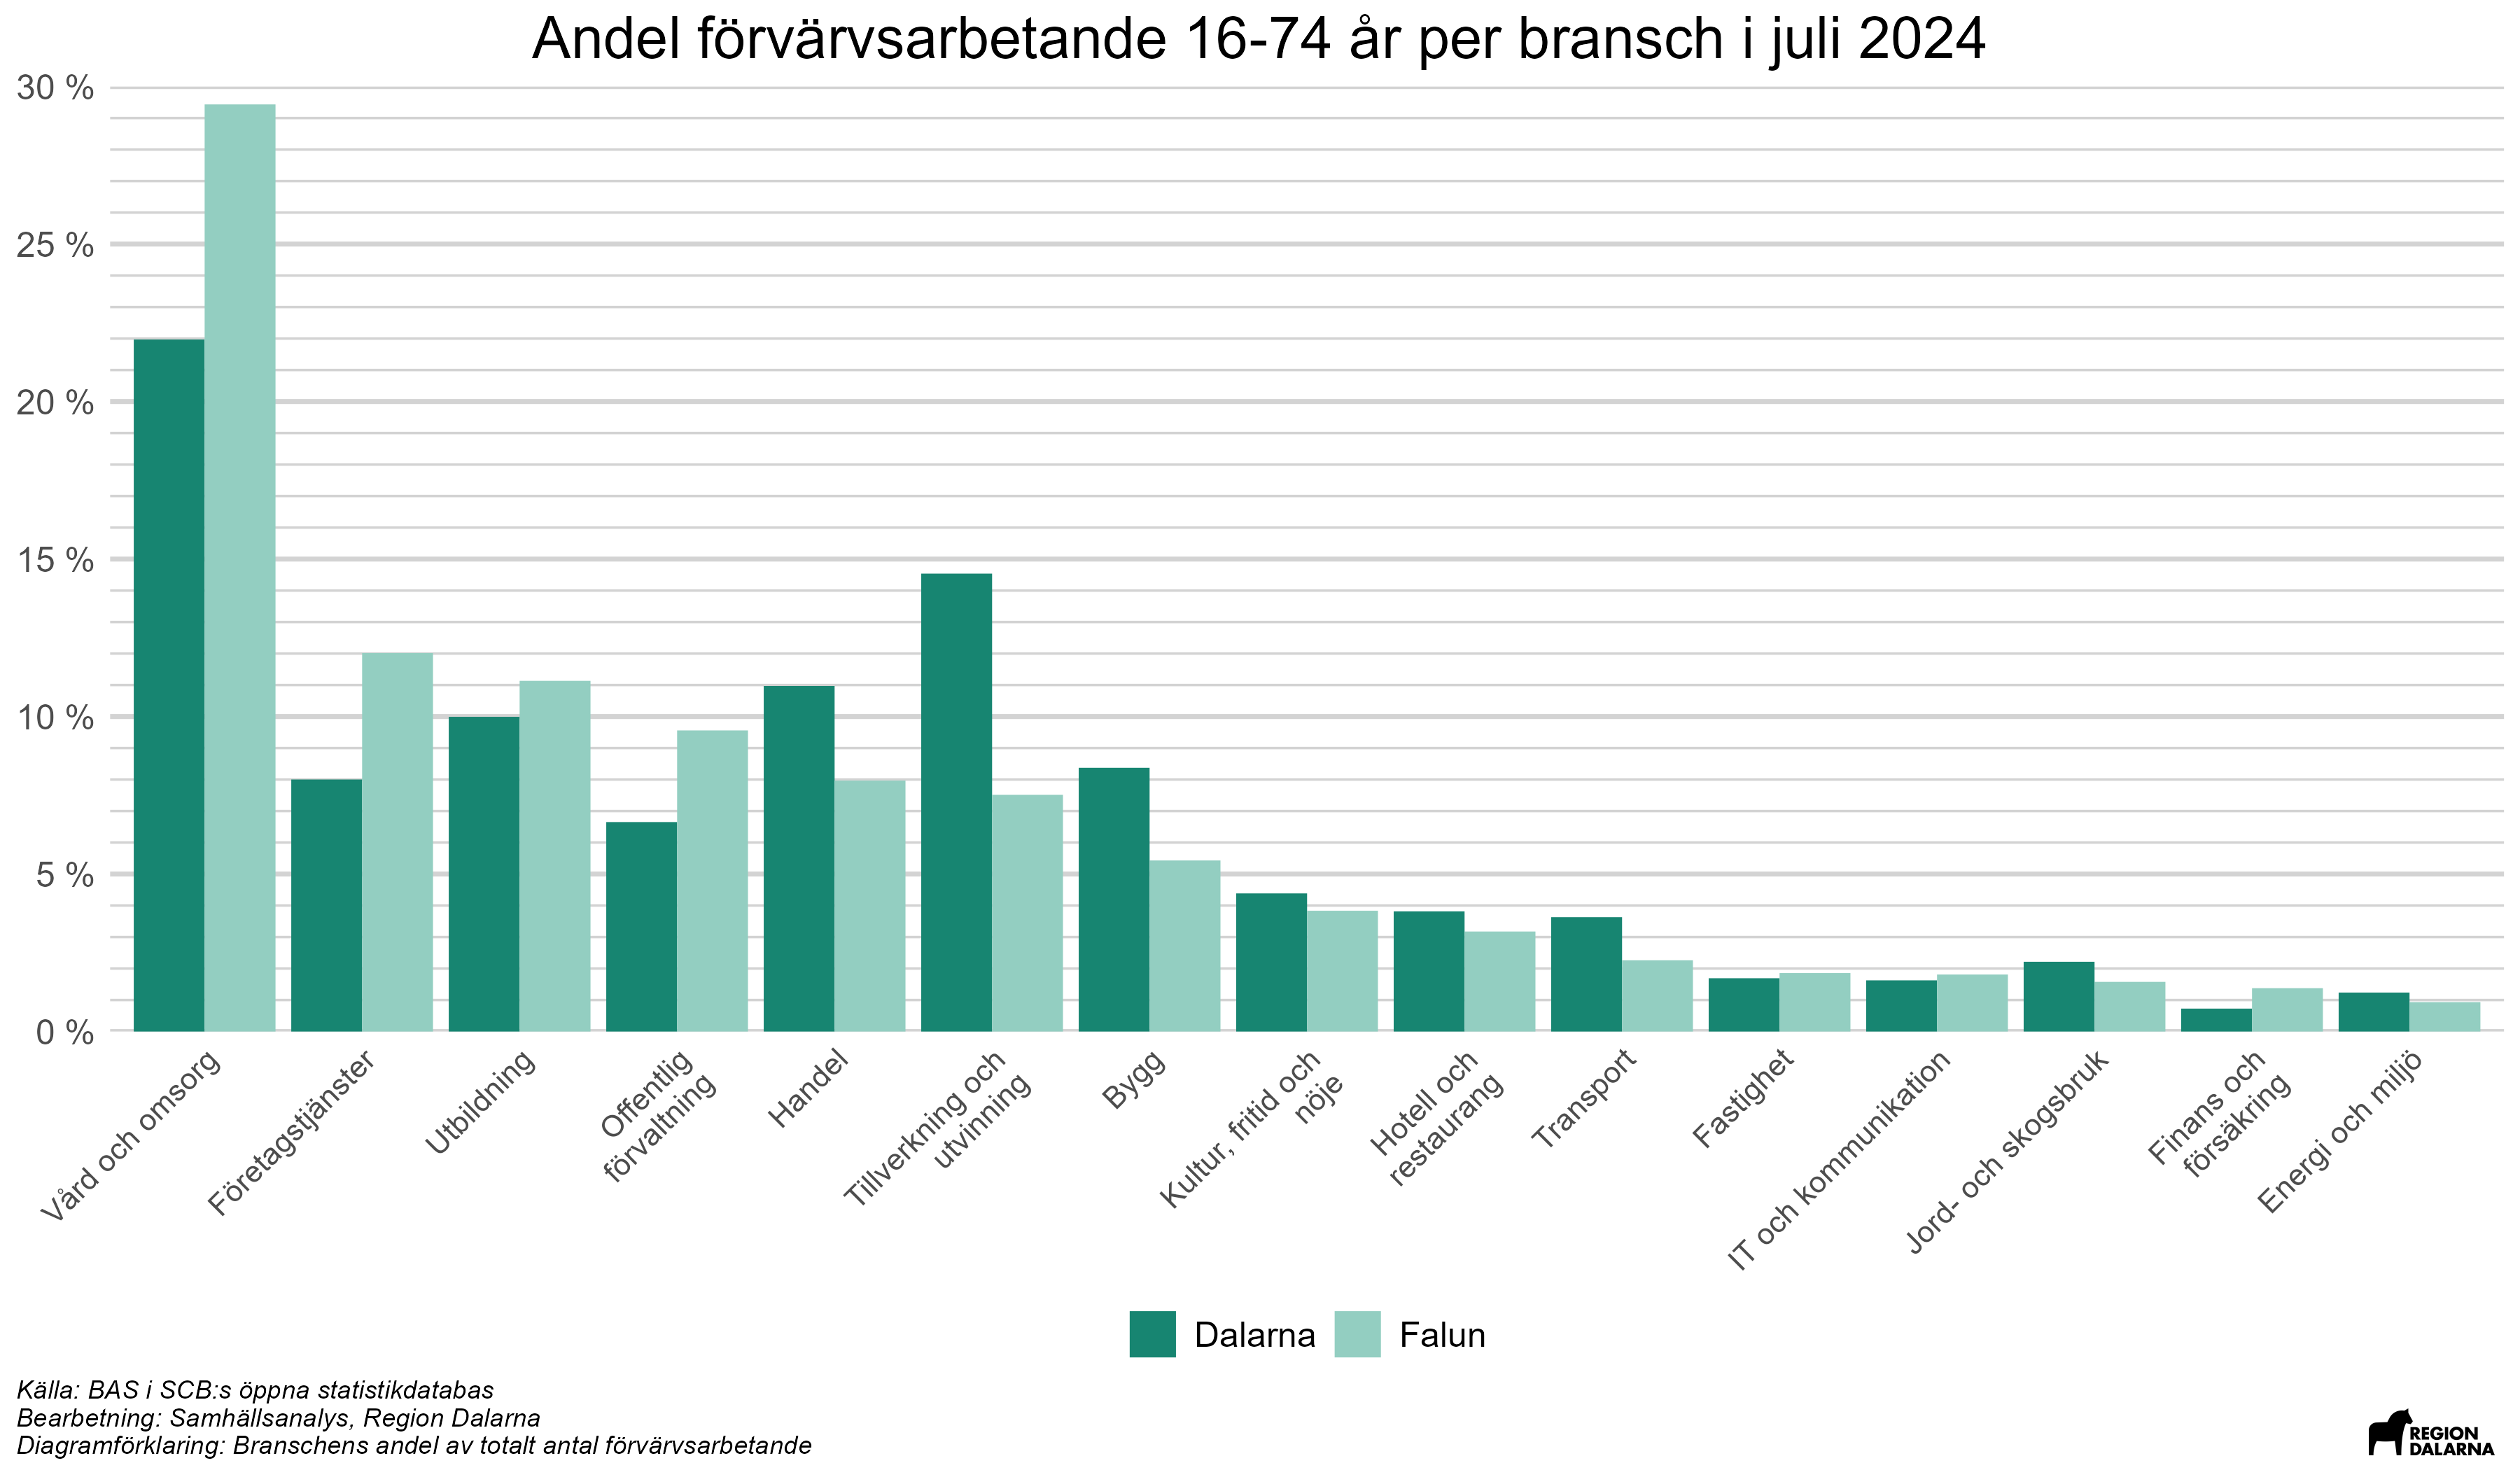 Andel förvärvsarbetande 16-74 år per bransch i juli 2024
30 %
25 %
20 %
15 %
10 %
5 %
0 %
Vård och omsorg
Företagstjänster
Utbildning
Offentlig
förvaltning
Handel
Tillverkning och
utvinning
Bygg
Kultur, fritid och
nöje
Hotell och
restaurang
Transport
Fastighet
IT och kommunikation
Jord- och skogsbruk
Finans och
försäkring
Energi och miljö
Dalarna
Falun
Källa: BAS i SCB:s öppna statistikdatabas
Bearbetning: Samhällsanalys, Region Dalarna
Diagramförklaring: Branschens andel av totalt antal förvärvsarbetande
REGION
DALARNA